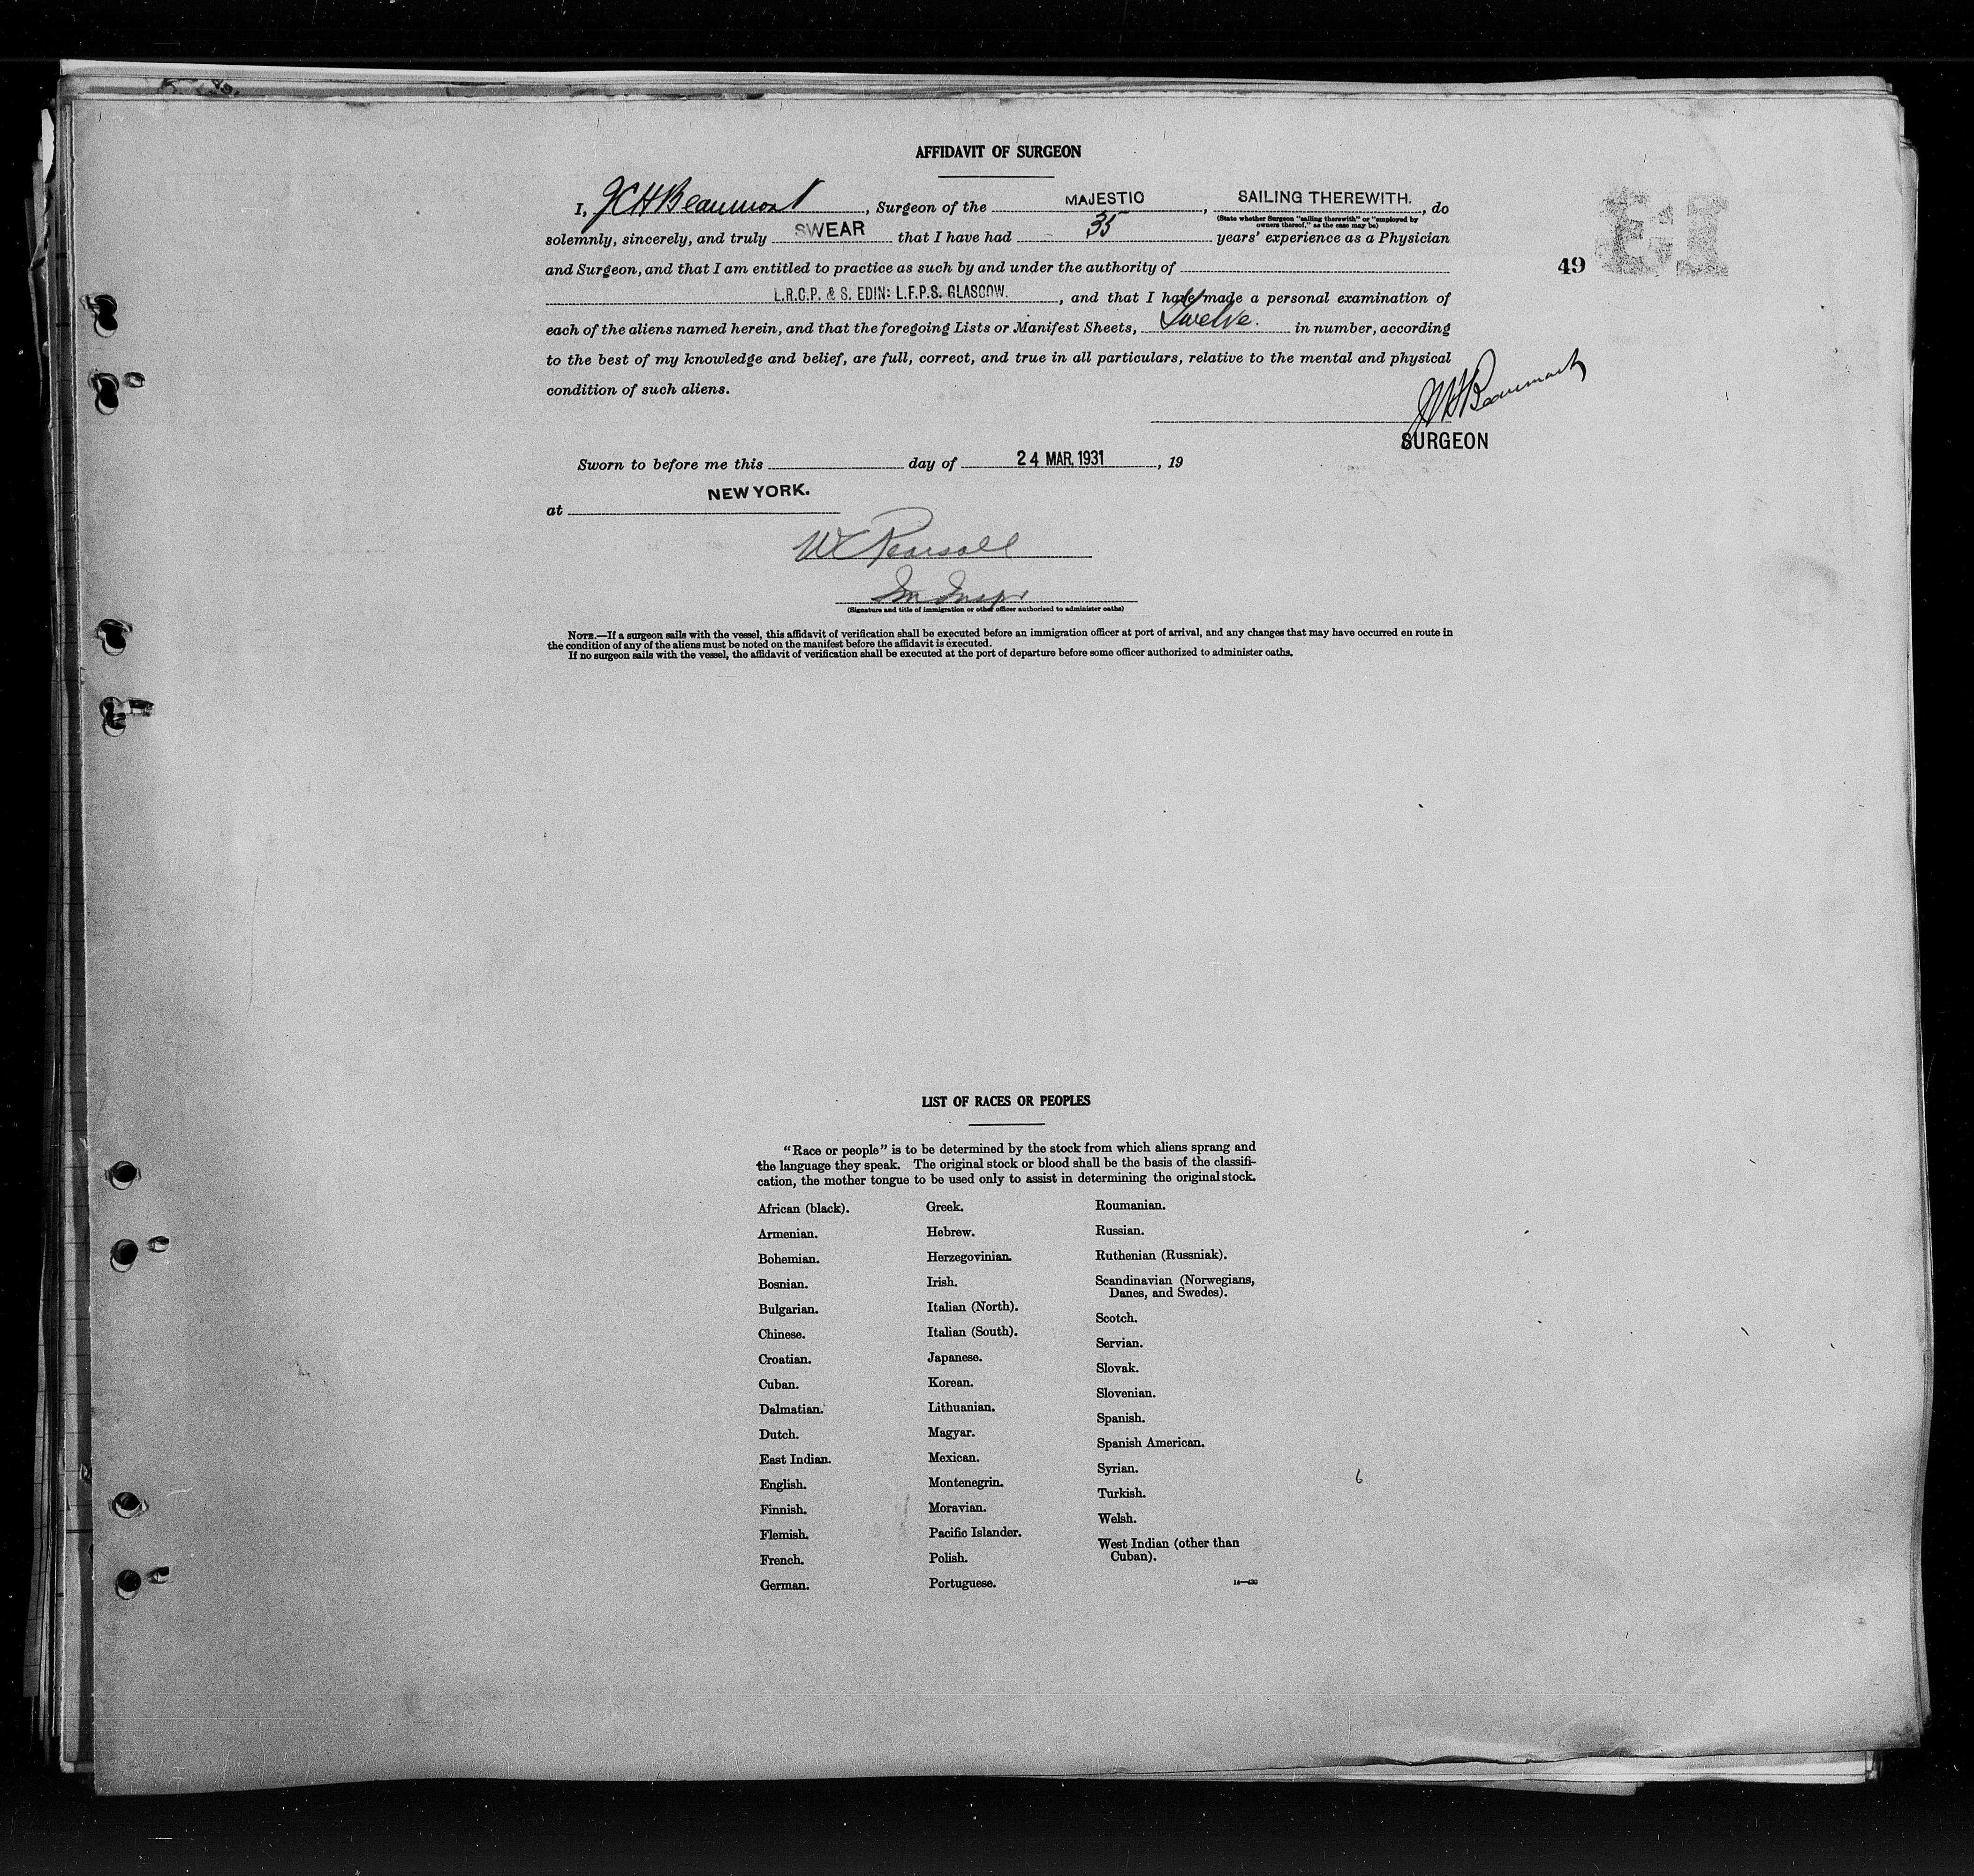 AFFIDAVIT OF SURGEON
I, JCHBeaumont, Surgeon of the MAJESTIC, SAILING THEREWITH., do
(State whether Surgeon "sailing therewith" or "employed by
owners thereof," as the case may be)
solemnly, sincerely, and truly SWEAR that I have had 35 years' experience as a Physician
and Surgeon, and that I am entitled to practice as such by and under the authority of
49
L.R.C.P. & S. EDIN: L.F.P.S. GLASGOW., and that I have made a personal examination of
each of the aliens named herein, and that the foregoing Lists or Manifest Sheets, Twelve. in number, according
to the best of my knowledge and belief, are full, correct, and true in all particulars, relative to the mental and physical
condition of such aliens.
JCHBeaumont
SURGEON
Sworn to before me this day of 24 MAR. 1931, 19
at NEW YORK.
W Pearsall
Im Inspr
(Signature and title of immigration or other officer authorized to administer oaths)
NOTE.—If a surgeon sails with the vessel, this affidavit of verification shall be executed before an immigration officer at port of arrival, and any changes that may have occurred en route in
the condition of any of the aliens must be noted on the manifest before the affidavit is executed.
If no surgeon sails with the vessel, the affidavit of verification shall be executed at the port of departure before some officer authorized to administer oaths.
LIST OF RACES OR PEOPLES
"Race or people" is to be determined by the stock from which aliens sprang and
the language they speak. The original stock or blood shall be the basis of the classifi-
cation, the mother tongue to be used only to assist in determining the original stock.
African (black).
Armenian.
Bohemian.
Bosnian.
Bulgarian.
Chinese.
Croatian.
Cuban.
Dalmatian.
Dutch.
East Indian.
English.
Finnish.
Flemish.
French.
German.
Greek.
Hebrew.
Herzegovinian.
Irish.
Italian (North).
Italian (South).
Japanese.
Korean.
Lithuanian.
Magyar.
Mexican.
Montenegrin.
Moravian.
Pacific Islander.
Polish.
Portuguese.
Roumanian.
Russian.
Ruthenian (Russniak).
Scandinavian (Norwegians,
Danes, and Swedes).
Scotch.
Servian.
Slovak.
Slovenian.
Spanish.
Spanish American.
Syrian.
Turkish.
Welsh.
West Indian (other than
Cuban).